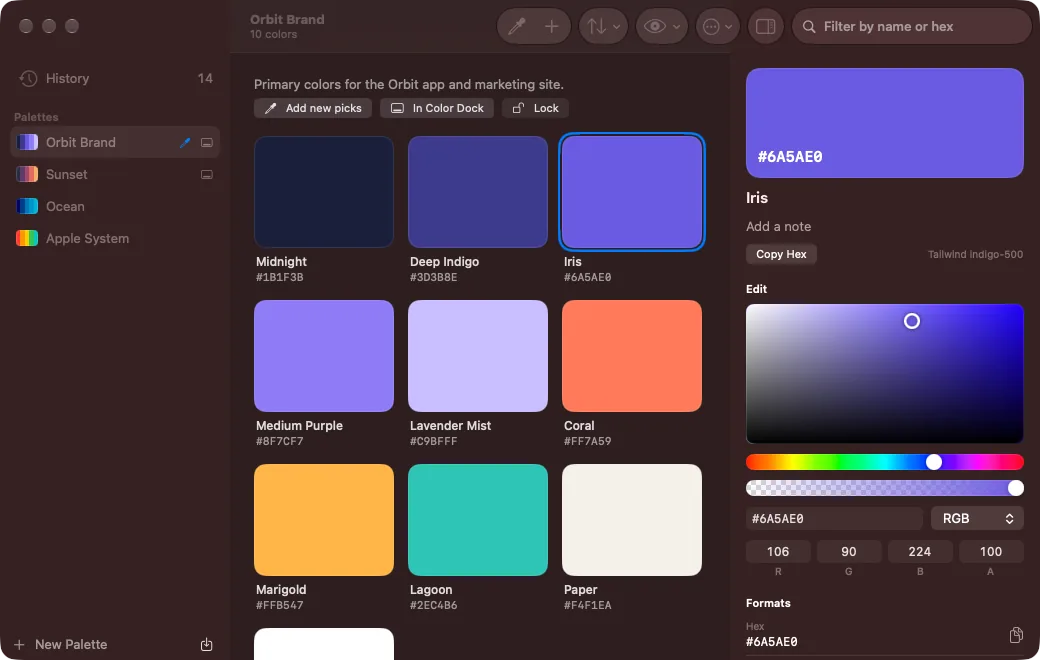 Orbit Brand
10 colors
Filter by name or hex
History 14
Palettes
Orbit Brand
Sunset
Ocean
Apple System
New Palette
Primary colors for the Orbit app and marketing site.
Add new picks In Color Dock Lock
Midnight Deep Indigo Iris
#1B1F3B #3D3B8E #6A5AE0
Medium Purple Lavender Mist Coral
#8F7CF7 #C9BFFF #FF7A59
Marigold Lagoon Paper
#FFB547 #2EC4B6 #F4F1EA
#6A5AE0
Iris
Add a note
Copy Hex Tailwind Indigo-500
Edit
#6A5AE0 RGB
106 90 224 100
R G B A
Formats
Hex
#6A5AE0